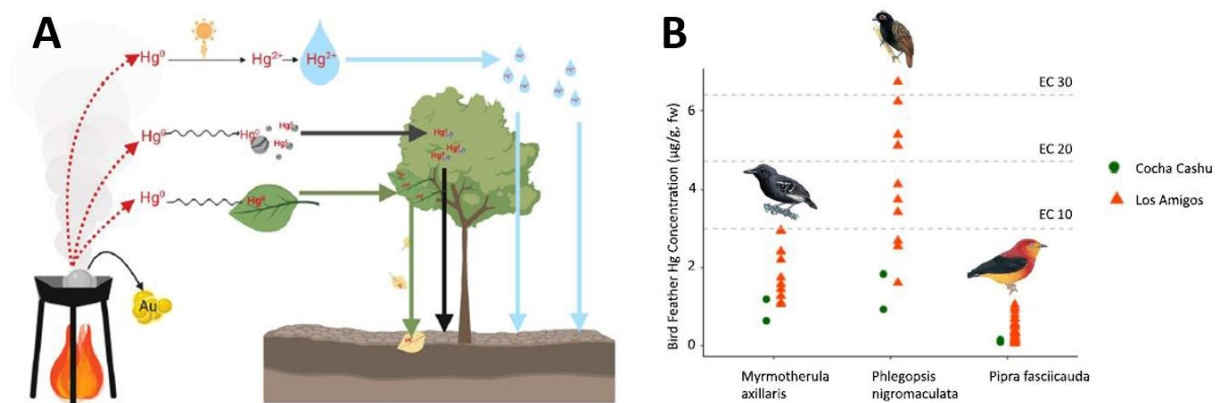 A
Hg⁰
Hg²⁺
Hg²⁺
Hg⁰
Hg⁰
Hg⁰
Hg⁰
Au
B
Bird Feather Hg Concentration (µg/g, fw)
6
4
2
0
EC 30
EC 20
EC 10
Cocha Cashu
Los Amigos
Myrmotherula
axillaris
Phlegopsis
nigromaculata
Pipra fasciicauda